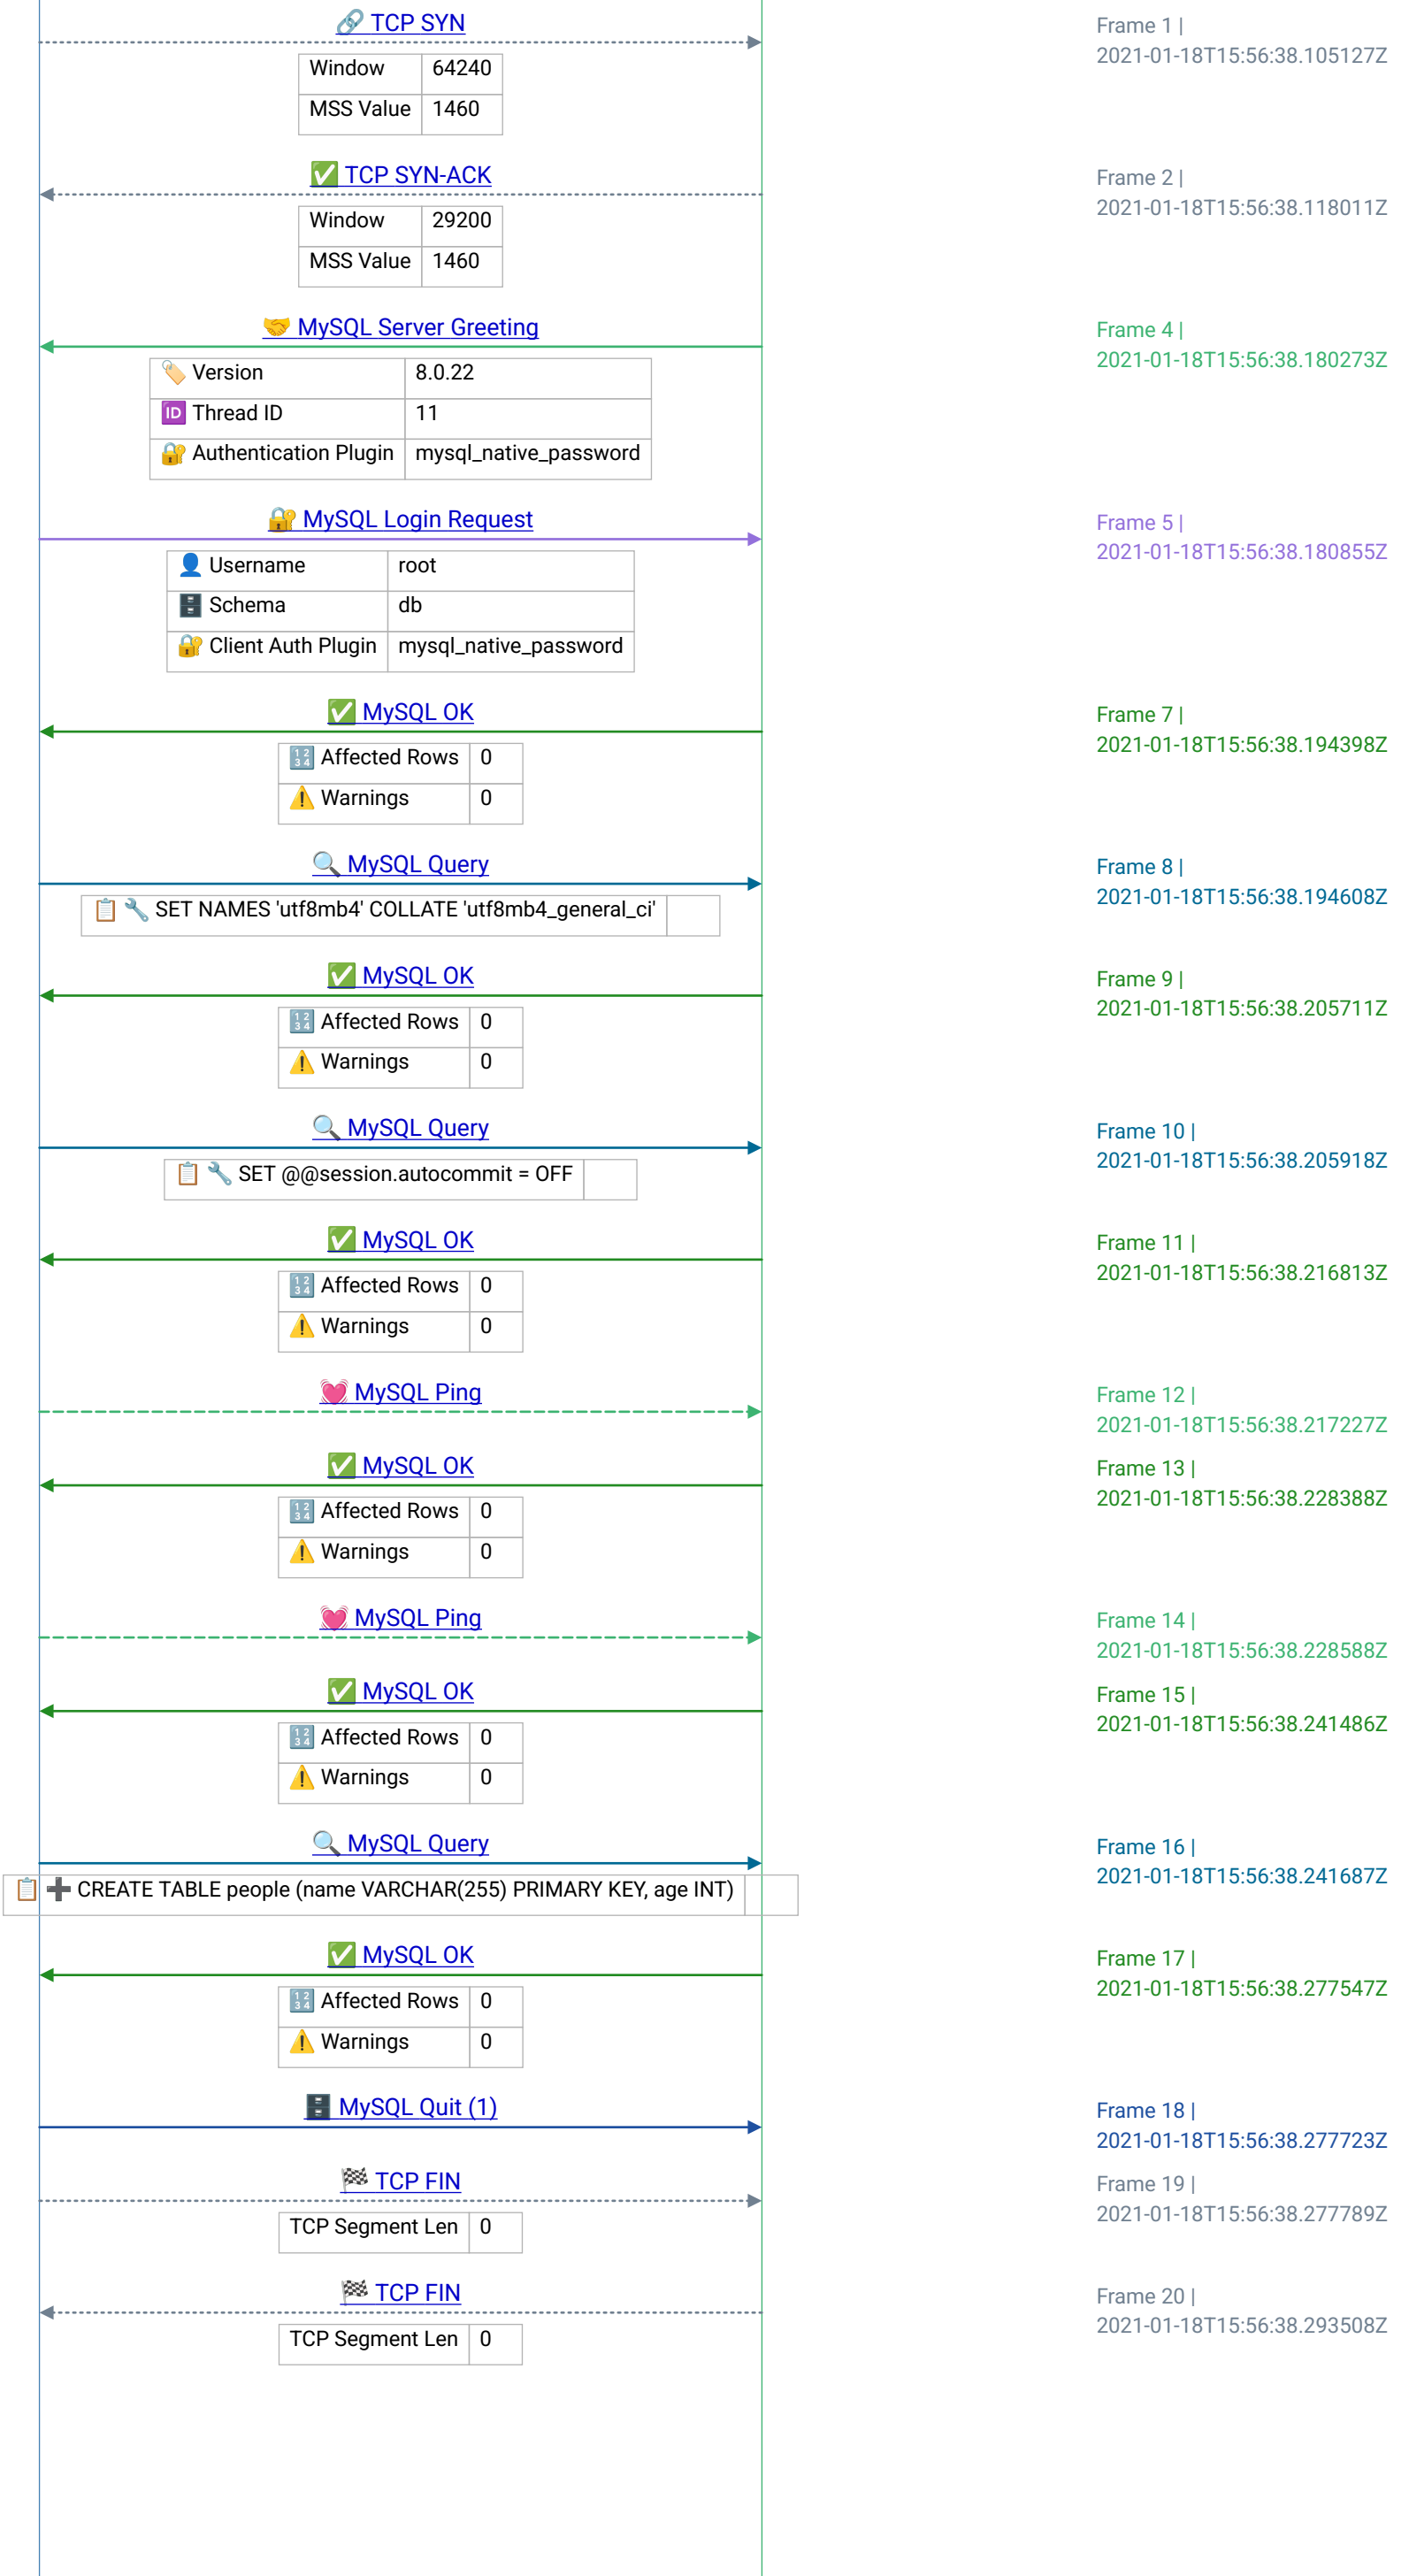 🔗 TCP SYN
Frame 1 |
2021-01-18T15:56:38.105127Z
Window 64240
MSS Value 1460
✅ TCP SYN-ACK
Frame 2 |
2021-01-18T15:56:38.118011Z
Window 29200
MSS Value 1460
🤝 MySQL Server Greeting
Frame 4 |
2021-01-18T15:56:38.180273Z
🏷️ Version 8.0.22
🆔 Thread ID 11
🔐 Authentication Plugin mysql_native_password
🔐 MySQL Login Request
Frame 5 |
2021-01-18T15:56:38.180855Z
👤 Username root
🗄️ Schema db
🔐 Client Auth Plugin mysql_native_password
✅ MySQL OK
Frame 7 |
2021-01-18T15:56:38.194398Z
🔢 Affected Rows 0
⚠️ Warnings 0
🔍 MySQL Query
Frame 8 |
2021-01-18T15:56:38.194608Z
📋 🔧 SET NAMES 'utf8mb4' COLLATE 'utf8mb4_general_ci'
✅ MySQL OK
Frame 9 |
2021-01-18T15:56:38.205711Z
🔢 Affected Rows 0
⚠️ Warnings 0
🔍 MySQL Query
Frame 10 |
2021-01-18T15:56:38.205918Z
📋 🔧 SET @@session.autocommit = OFF
✅ MySQL OK
Frame 11 |
2021-01-18T15:56:38.216813Z
🔢 Affected Rows 0
⚠️ Warnings 0
💓 MySQL Ping
Frame 12 |
2021-01-18T15:56:38.217227Z
✅ MySQL OK
Frame 13 |
2021-01-18T15:56:38.228388Z
🔢 Affected Rows 0
⚠️ Warnings 0
💓 MySQL Ping
Frame 14 |
2021-01-18T15:56:38.228588Z
✅ MySQL OK
Frame 15 |
2021-01-18T15:56:38.241486Z
🔢 Affected Rows 0
⚠️ Warnings 0
🔍 MySQL Query
Frame 16 |
2021-01-18T15:56:38.241687Z
📋 ➕ CREATE TABLE people (name VARCHAR(255) PRIMARY KEY, age INT)
✅ MySQL OK
Frame 17 |
2021-01-18T15:56:38.277547Z
🔢 Affected Rows 0
⚠️ Warnings 0
🗄️ MySQL Quit (1)
Frame 18 |
2021-01-18T15:56:38.277723Z
🏁 TCP FIN
Frame 19 |
2021-01-18T15:56:38.277789Z
TCP Segment Len 0
🏁 TCP FIN
Frame 20 |
2021-01-18T15:56:38.293508Z
TCP Segment Len 0